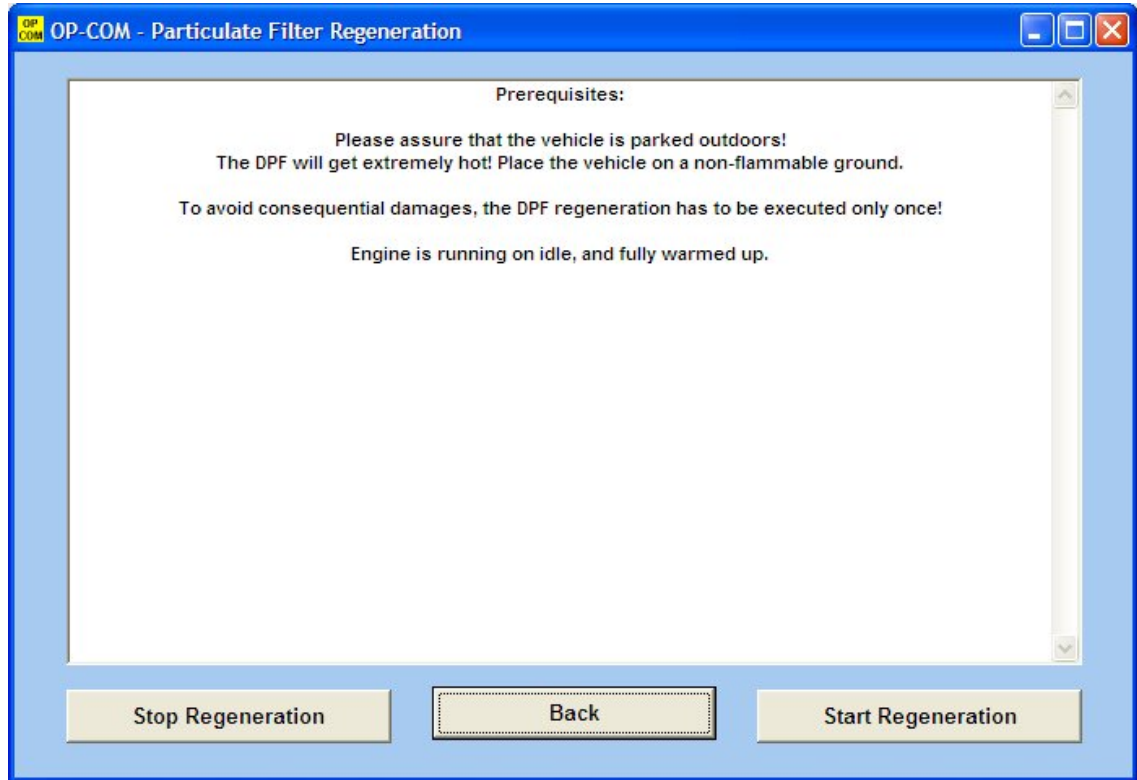 OP COM OP-COM - Particulate Filter Regeneration
Prerequisites:
Please assure that the vehicle is parked outdoors!
The DPF will get extremely hot! Place the vehicle on a non-flammable ground.
To avoid consequential damages, the DPF regeneration has to be executed only once!
Engine is running on idle, and fully warmed up.
Stop Regeneration Back Start Regeneration